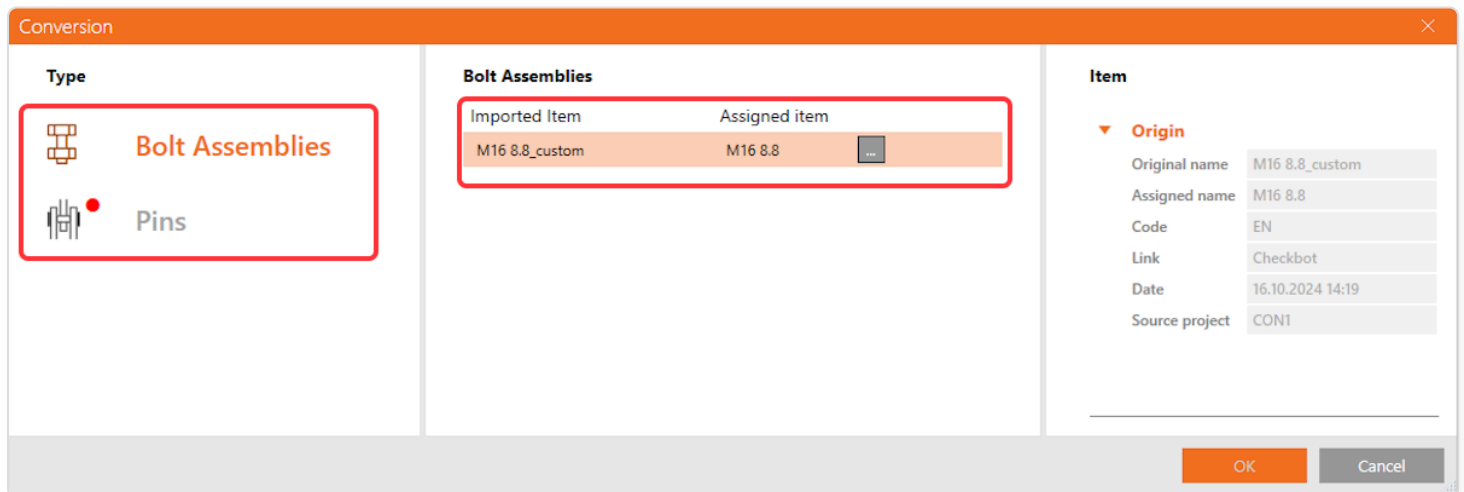 Conversion
Type
Bolt Assemblies
Pins
Bolt Assemblies
Imported Item Assigned item
M16 8.8_custom M16 8.8 ...
Item
Origin
Original name M16 8.8_custom
Assigned name M16 8.8
Code EN
Link Checkbot
Date 16.10.2024 14:19
Source project CON1
OK Cancel